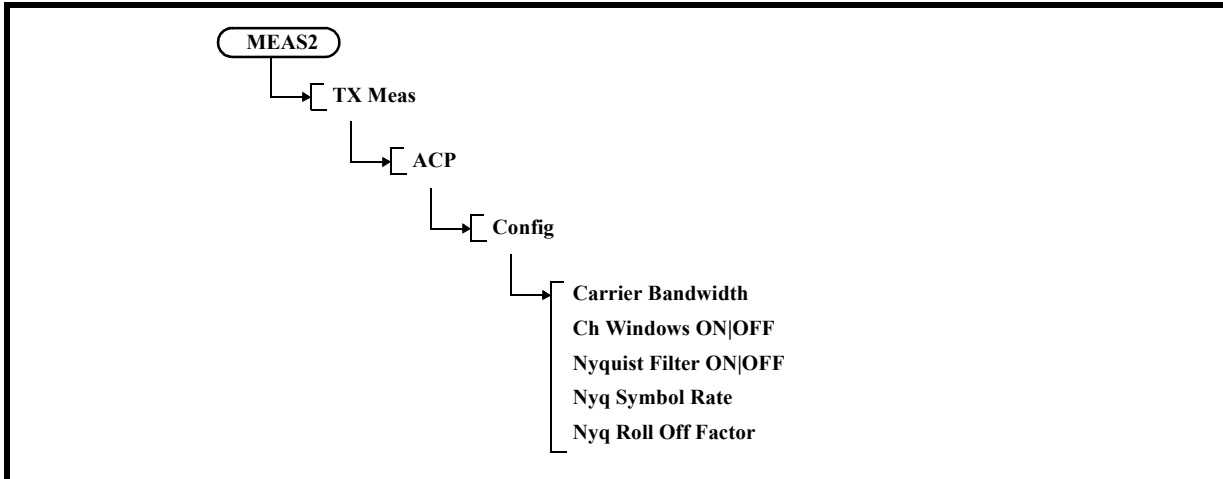 MEAS2
TX Meas
ACP
Config
Carrier Bandwidth
Ch Windows ON|OFF
Nyquist Filter ON|OFF
Nyq Symbol Rate
Nyq Roll Off Factor